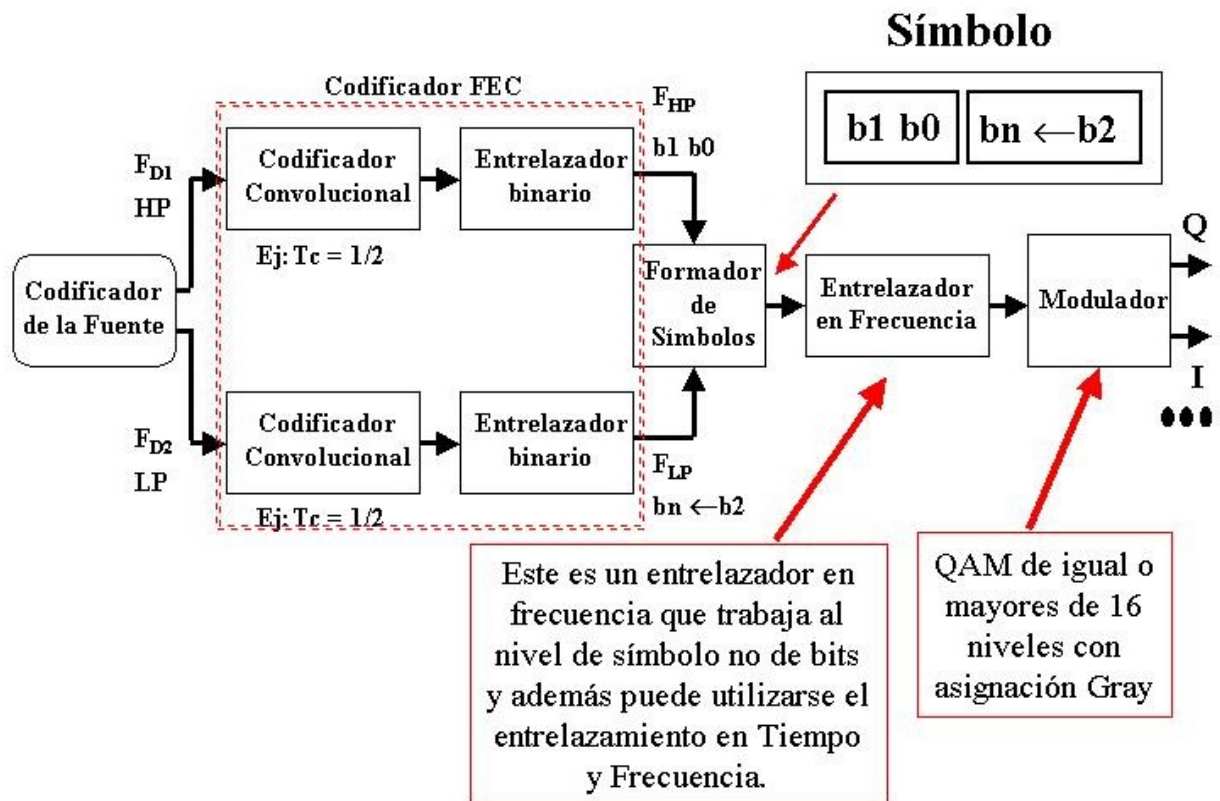 Símbolo
b1 b0
bn ←b2
Codificador FEC
F_HP
b1 b0
F_D1
HP
Codificador
Convolucional
Entrelazador
binario
Ej: Tc = 1/2
Codificador
de la Fuente
Formador
de
Símbolos
Entrelazador
en Frecuencia
Modulador
Q
I
F_D2
LP
Codificador
Convolucional
Entrelazador
binario
Ej: Tc = 1/2
F_LP
bn ←b2
Este es un entrelazador en
frecuencia que trabaja al
nivel de símbolo no de bits
y además puede utilizarse el
entrelazamiento en Tiempo
y Frecuencia.
QAM de igual o
mayores de 16
niveles con
asignación Gray